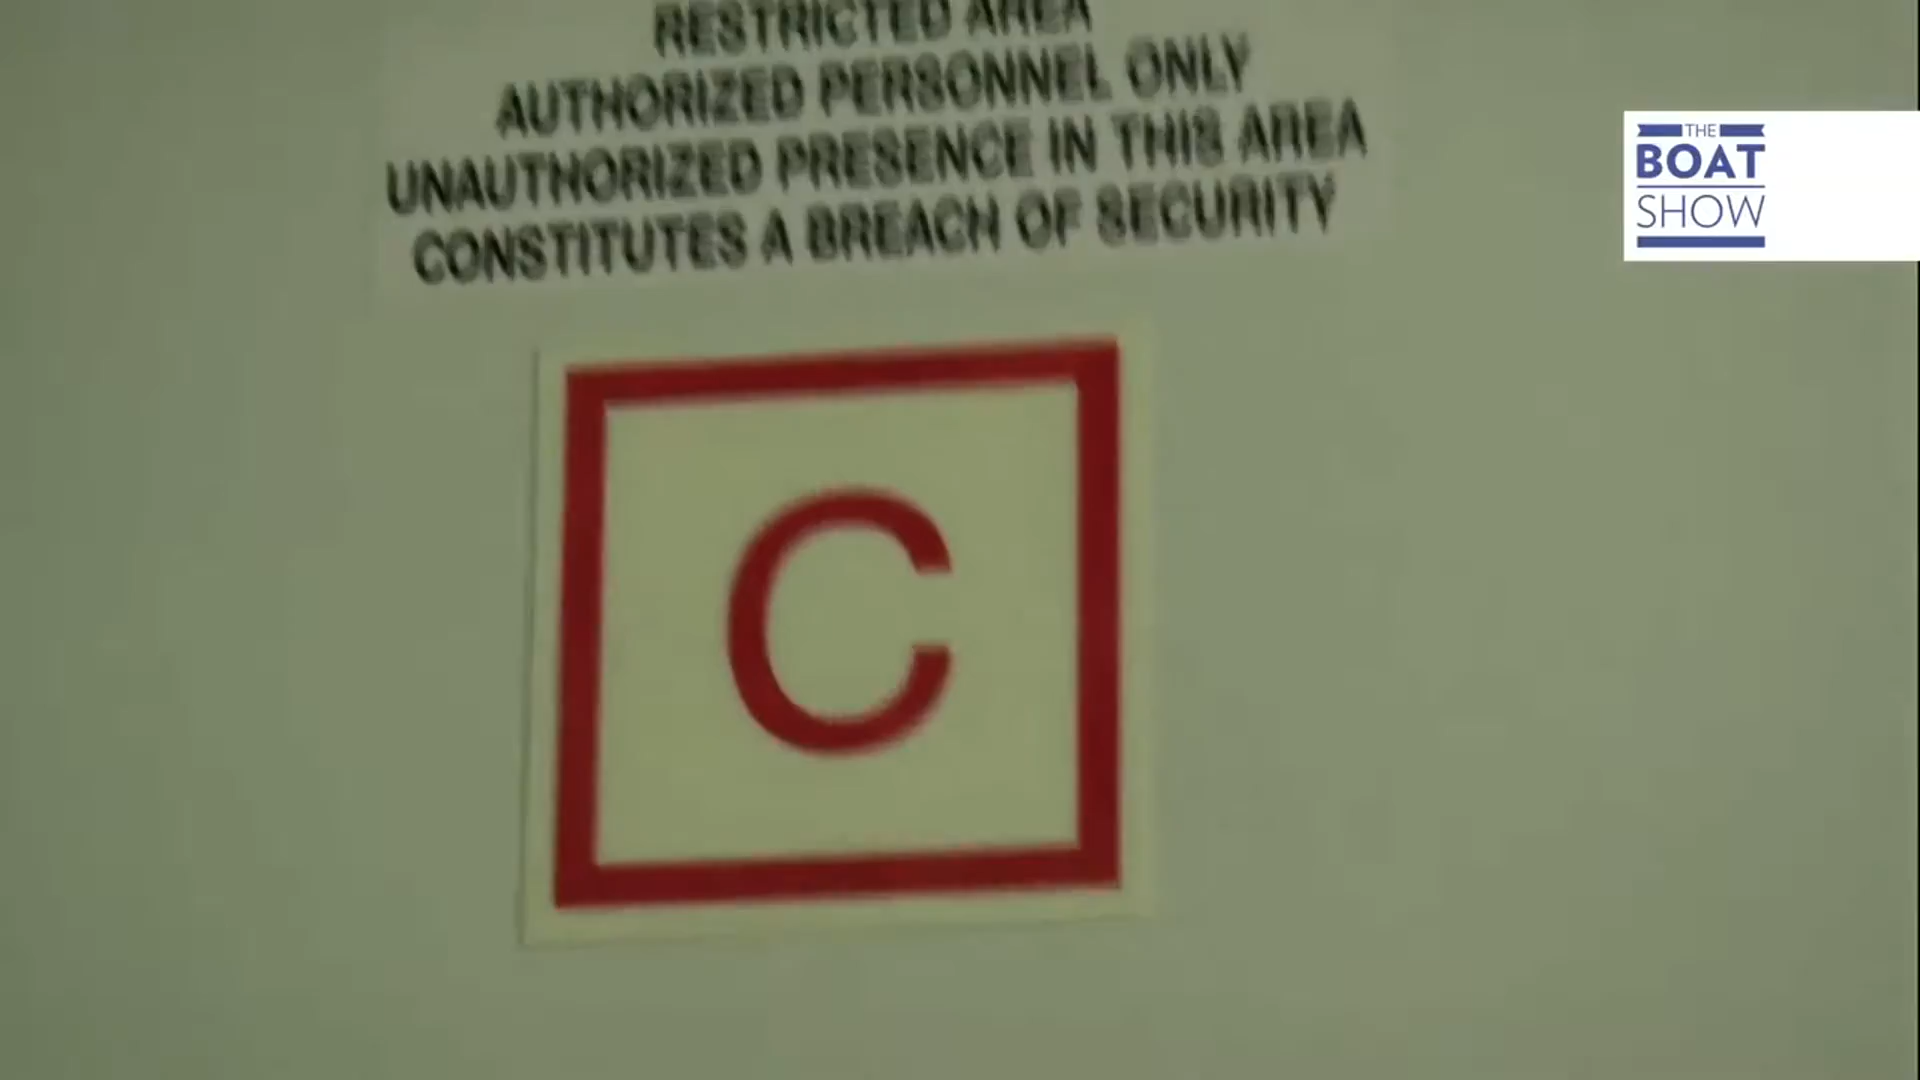 RESTRICTED AREA
AUTHORIZED PERSONNEL ONLY
UNAUTHORIZED PRESENCE IN THIS AREA
CONSTITUTES A BREACH OF SECURITY
C
THE
BOAT
SHOW